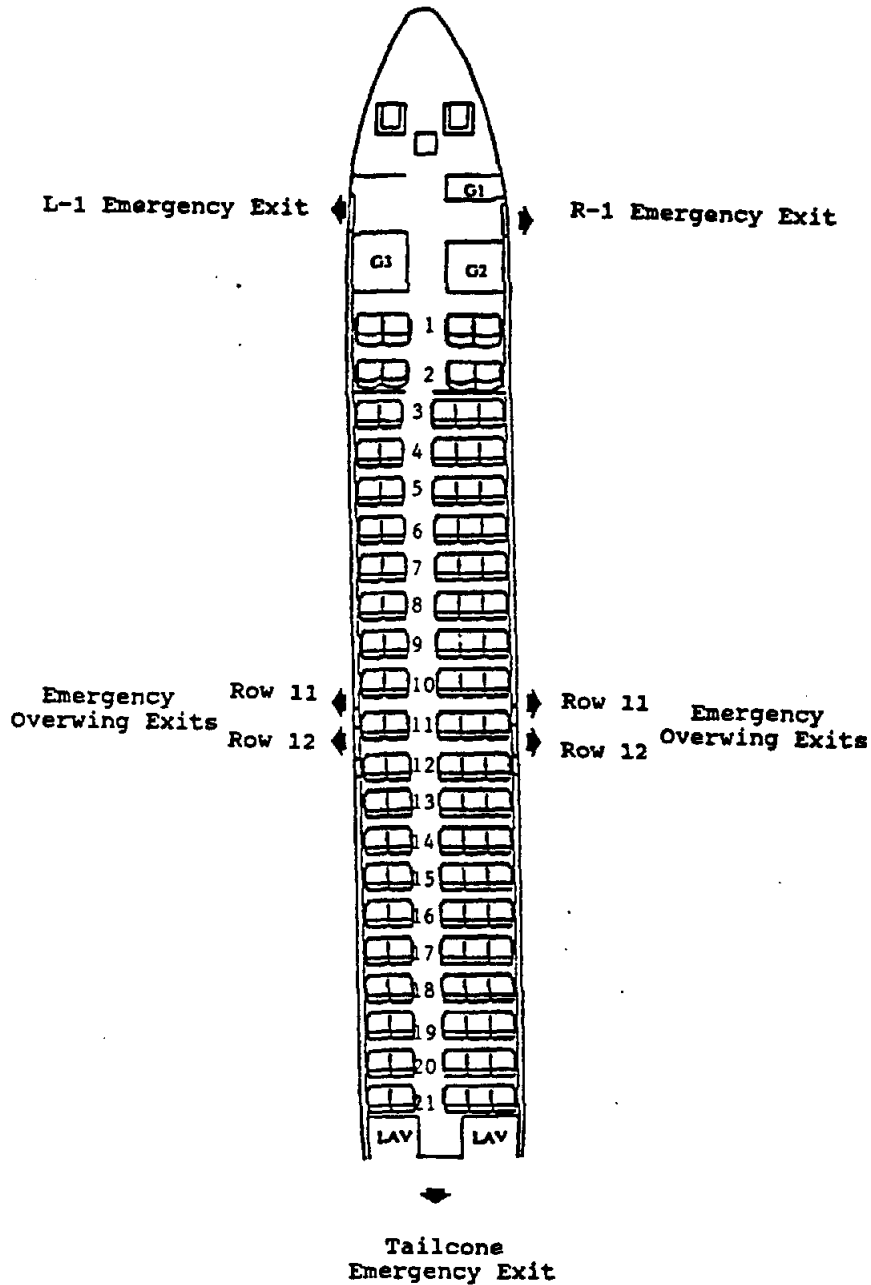 G1
L-1 Emergency Exit
R-1 Emergency Exit
G3
G2
1
2
3
4
5
6
7
8
9
10
Row 11
Row 11
Emergency
Overwing Exits
Emergency
Overwing Exits
11
Row 12
Row 12
12
13
14
15
16
17
18
19
20
21
LAV
LAV
Tailcone
Emergency Exit